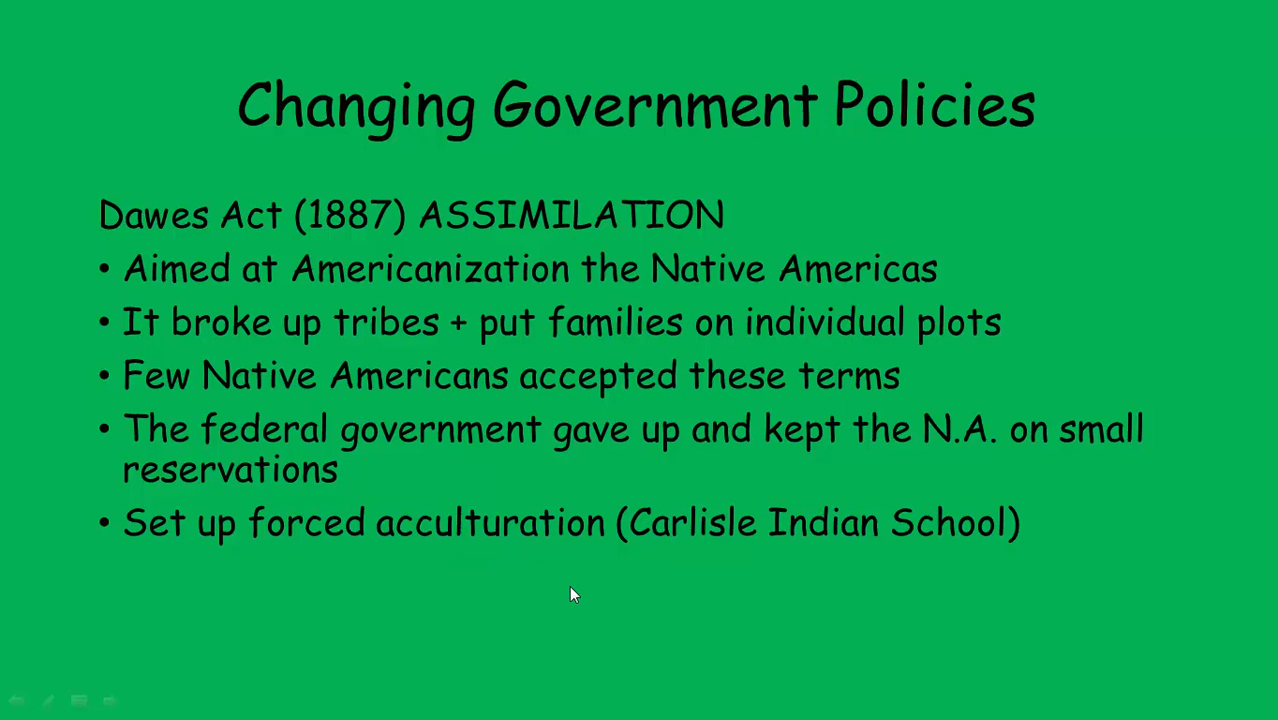 Changing Government Policies
Dawes Act (1887) ASSIMILATION
• Aimed at Americanization the Native Americas
• It broke up tribes + put families on individual plots
• Few Native Americans accepted these terms
• The federal government gave up and kept the N.A. on small
reservations
• Set up forced acculturation (Carlisle Indian School)